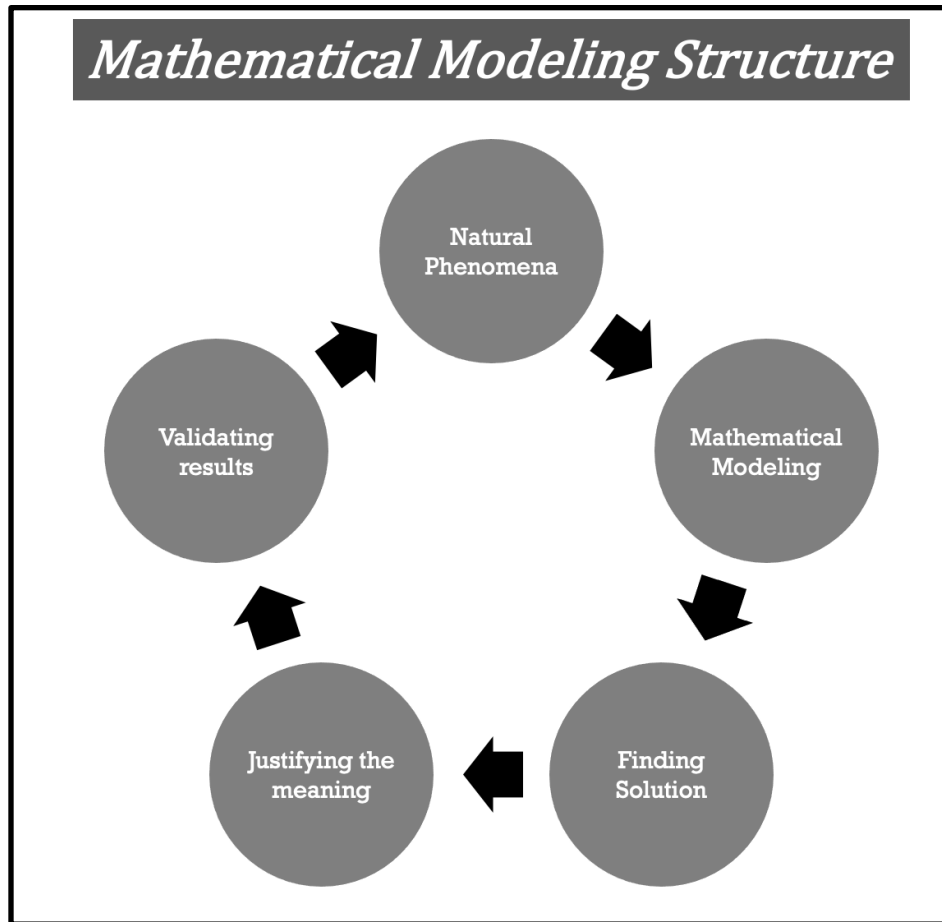 Mathematical Modeling Structure
Natural
Phenomena
Mathematical
Modeling
Finding
Solution
Justifying the
meaning
Validating
results